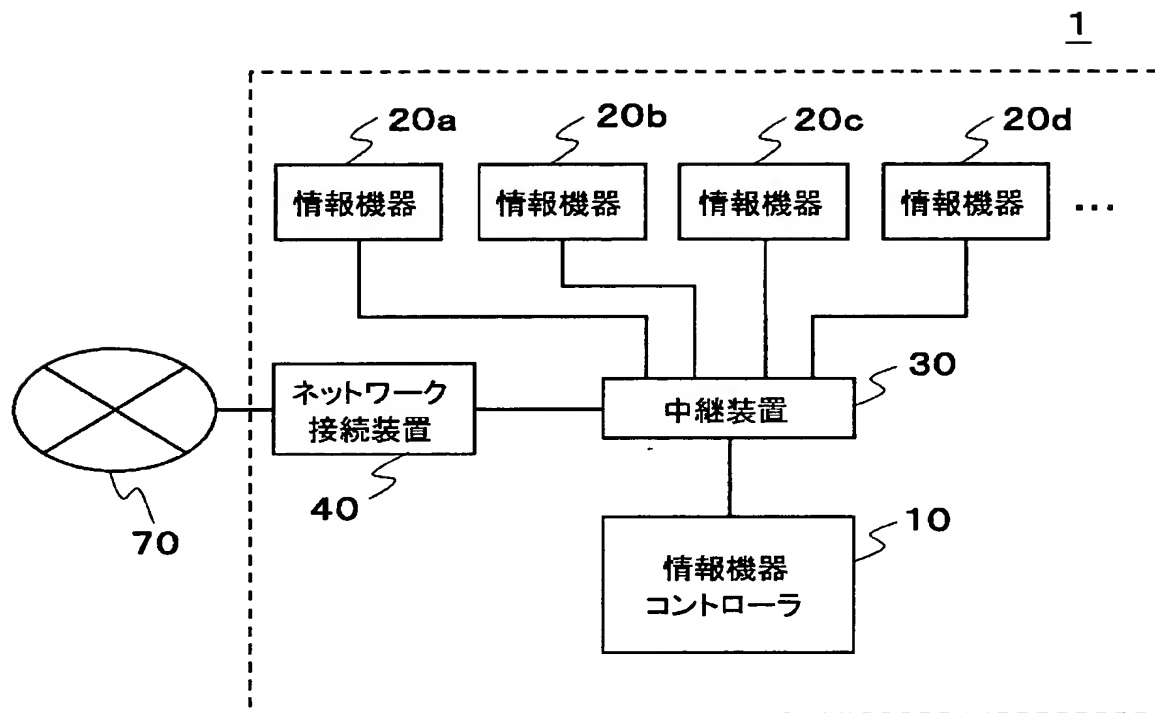 1
20a
20b
20c
20d
情報機器
情報機器
情報機器
情報機器
...
ネットワーク
接続装置
中継装置
30
40
70
10
情報機器
コントローラ